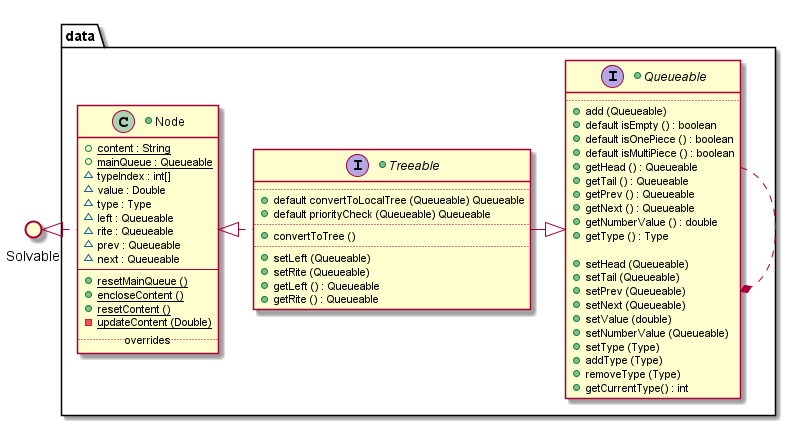 data
Solvable
C Node
content : String
mainQueue : Queueable
typeIndex : int[]
value : Double
type : Type
left : Queueable
rite : Queueable
prev : Queueable
next : Queueable
resetMainQueue ()
encloseContent ()
resetContent ()
updateContent (Double)
overrides
I Treeable
default convertToLocalTree (Queueable) Queueable
default priorityCheck (Queueable) Queueable
convertToTree ()
setLeft (Queueable)
setRite (Queueable)
getLeft () : Queueable
getRite () : Queueable
I Queueable
add (Queueable)
default isEmpty () : boolean
default isOnePiece () : boolean
default isMultiPiece () : boolean
getHead () : Queueable
getTail () : Queueable
getPrev () : Queueable
getNext () : Queueable
getNumberValue () : double
getType () : Type
setHead (Queueable)
setTail (Queueable)
setPrev (Queueable)
setNext (Queueable)
setValue (double)
setNumberValue (Queueable)
setType (Type)
addType (Type)
removeType (Type)
getCurrentType() : int